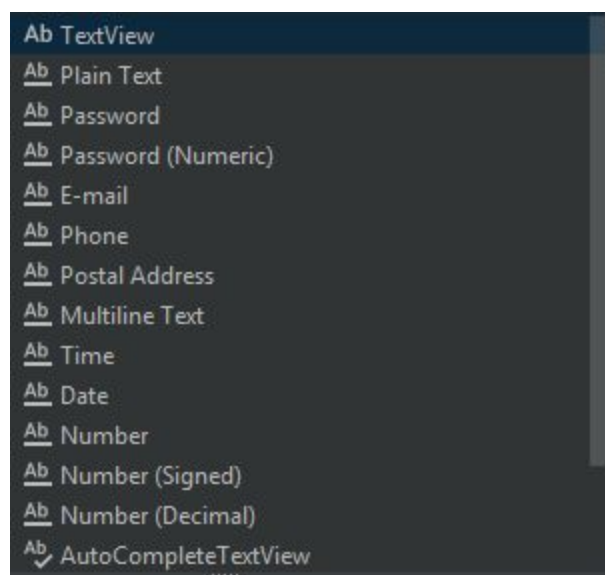 Ab TextView
Ab Plain Text
Ab Password
Ab Password (Numeric)
Ab E-mail
Ab Phone
Ab Postal Address
Ab Multiline Text
Ab Time
Ab Date
Ab Number
Ab Number (Signed)
Ab Number (Decimal)
Ab AutoCompleteTextView